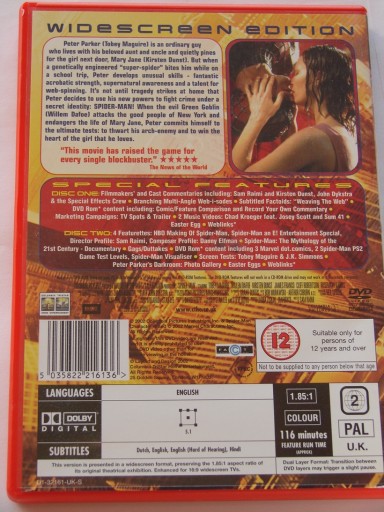 WIDESCREEN EDITION
Peter Parker (Tobey Maguire) is an ordinary guy
who lives with his beloved aunt and uncle and quietly pines
for the girl next door, Mary Jane (Kirsten Dunst). But when
a genetically engineered "super-spider" bites him while on
a school trip, Peter develops unusual skills - fantastic
acrobatic strength, supernatural awareness and a talent for
web-spinning. It's not until tragedy strikes at home that
Peter decides to use his new powers to fight crime under a
secret identity: SPIDER-MAN! When the evil Green Goblin
(Willem Dafoe) attacks the good people of New York and
endangers the life of Mary Jane, Peter commits himself to
the ultimate tests: to thwart his arch-enemy and to win the
heart of the girl that he loves.
"This movie has raised the game for
every single blockbuster." ★★★★★
The News of the World
SPECIAL FEATURES
DISC ONE: Filmmakers' and Cast Commentaries including: Sam Raimi and Kirsten Dunst, John Dykstra
& the Special Effects Crew • Branching Multi-Angle Web-i-sodes • Subtitled Factoids: "Weaving The Web" •
DVD Rom* content including: Comic/Feature Comparison and Record Your Own Commentary •
Marketing Campaign: TV Spots & Trailer • 2 Music Videos: Chad Kroeger feat. Josey Scott and Sum 41 •
Easter Egg • Weblinks*
DISC TWO: 4 Featurettes: HBO Making Of Spider-Man, Spider-Man an E! Entertainment Special,
Director Profile: Sam Raimi, Composer Profile: Danny Elfman • Spider-Man: The Mythology of the
21st Century - Documentary • Gags/Outtakes • DVD Rom* content including 3 Marvel dot.comics, 2 Spider-Man PS2
Game Test Levels, Spider-Man Visualiser • Screen Tests: Tobey Maguire & J.K. Simmons •
Peter Parker's Darkroom: Photo Gallery • Easter Eggs • Weblinks*
DVD
12
Suitable only for
persons of
12 years and over
Not to be supplied to any person below that age
5 035822 216136
LANGUAGES
ENGLISH
DOLBY
DIGITAL
5.1
SUBTITLES
Dutch, English, English (Hard of Hearing), Hindi
1.85:1
COLOUR
116 minutes
FEATURE RUN TIME
(APPROX)
2
PAL
U.K.
This version is presented in a widescreen format, preserving the 1.85:1 aspect ratio of
its original theatrical exhibition. Enhanced for 16:9 widescreen TVs.
Dual Layer Format: Transition between
DVD layers may trigger a slight pause.